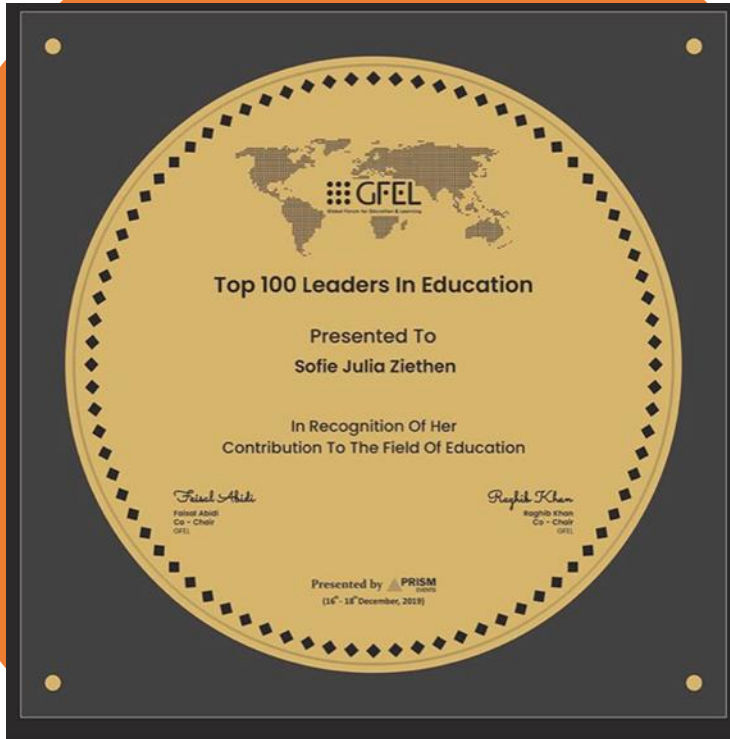 GFEL
Global Forum for Education & Learning
Top 100 Leaders In Education
Presented To
Sofie Julia Ziethen
In Recognition Of Her
Contribution To The Field Of Education
Faisal Abidi
Faisal Abidi
Co - Chair
GFEL
Raghib Khan
Raghib Khan
Co - Chair
GFEL
Presented by PRISM
EVENTS
(16th - 18th December, 2019)